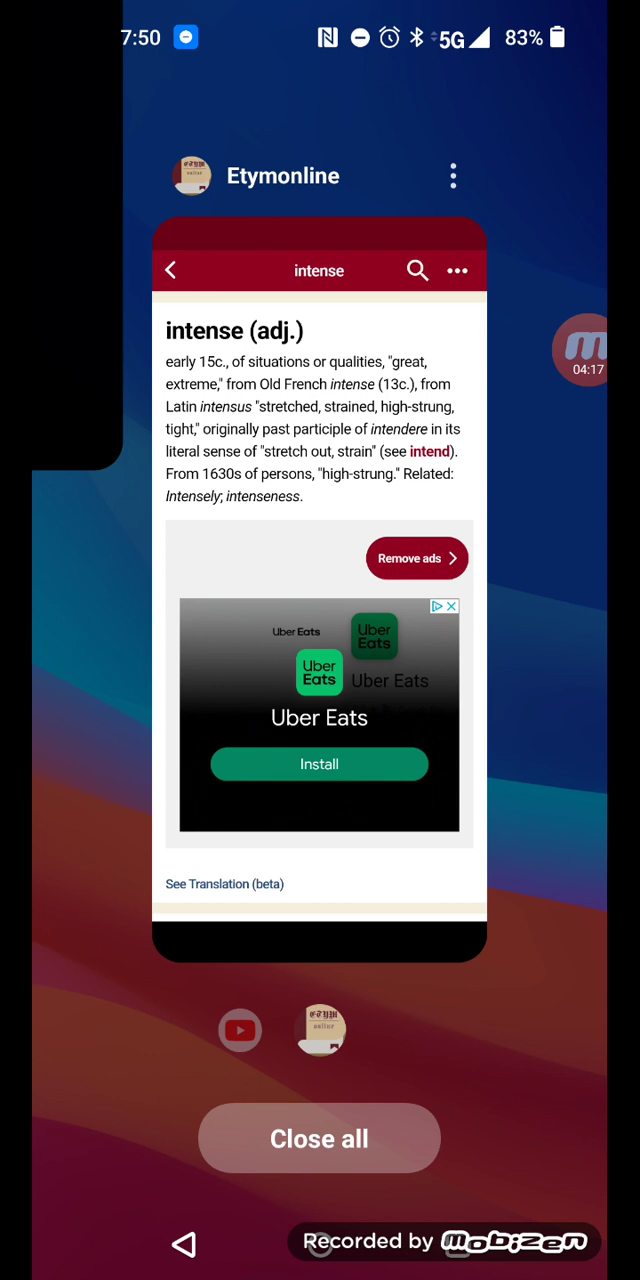 7:50 5G 83%
Etymonline
intense
04:17
intense (adj.)
early 15c., of situations or qualities, "great,
extreme," from Old French intense (13c.), from
Latin intensus "stretched, strained, high-strung,
tight," originally past participle of intendere in its
literal sense of "stretch out, strain" (see intend).
From 1630s of persons, "high-strung." Related:
Intensely; intenseness.
Remove ads
Uber Eats
Uber
Eats
Uber
Eats
Uber Eats
Uber Eats
Install
See Translation (beta)
ETYM
online
Close all
Recorded by mobizen